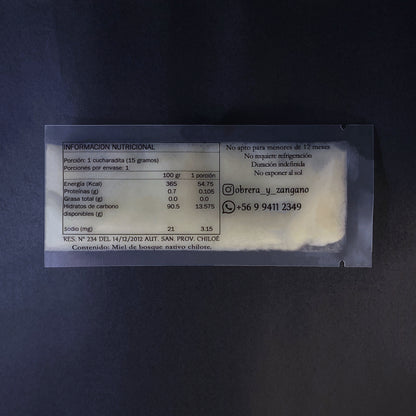 INFORMACION NUTRICIONAL
Porción: 1 cucharadita (15 gramos)
Porciones por envase: 1
100 gr 1 porción
Energía (Kcal) 365 54.75
Proteínas (g) 0.7 0.105
Grasa total (g) 0.0 0.0
Hidratos de carbono 90.5 13.575
disponibles (g)
Sodio (mg) 21 3.15
RES. N° 234 DEL 14/12/2012 AUT. SAN. PROV. CHILOÉ
Contenido: Miel de bosque nativo chilote.
No apto para menores de 12 meses
No requiere refrigeración
Duración indefinida
No exponer al sol
obrera_y_zangano
+56 9 9411 2349